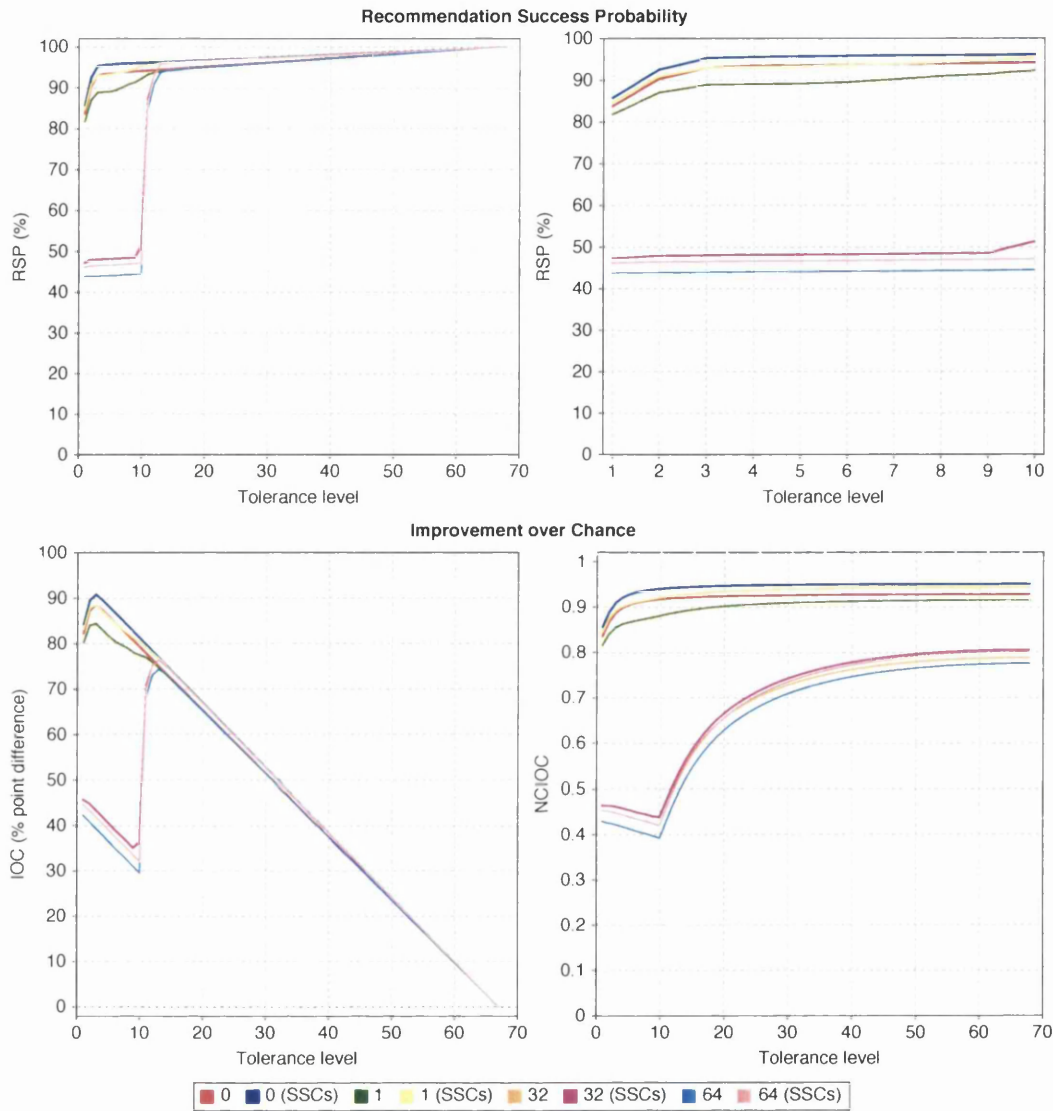 Recommendation Success Probability
RSP (%)
100
90
80
70
60
50
40
30
20
10
0
0 10 20 30 40 50 60 70
Tolerance level
RSP (%)
100
90
80
70
60
50
40
30
20
10
0
1 2 3 4 5 6 7 8 9 10
Tolerance level
Improvement over Chance
IOC (% point difference)
100
90
80
70
60
50
40
30
20
10
0
0 10 20 30 40 50 60 70
Tolerance level
NCIOC
1
0.9
0.8
0.7
0.6
0.5
0.4
0.3
0.2
0.1
0
0 10 20 30 40 50 60 70
Tolerance level
0 0 (SSCs) 1 1 (SSCs) 32 32 (SSCs) 64 64 (SSCs)